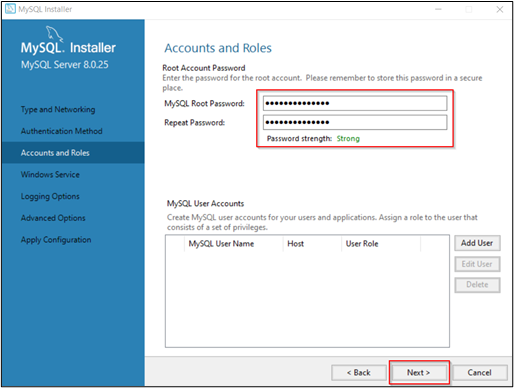 MySQL Installer
MySQL. Installer
MySQL Server 8.0.25
Type and Networking
Authentication Method
Accounts and Roles
Windows Service
Logging Options
Advanced Options
Apply Configuration
Accounts and Roles
Root Account Password
Enter the password for the root account. Please remember to store this password in a secure
place.
MySQL Root Password: ●●●●●●●●●●●●●●
Repeat Password: ●●●●●●●●●●●●●●
Password strength: Strong
MySQL User Accounts
Create MySQL user accounts for your users and applications. Assign a role to the user that
consists of a set of privileges.
MySQL User Name Host User Role
Add User
Edit User
Delete
< Back Next > Cancel